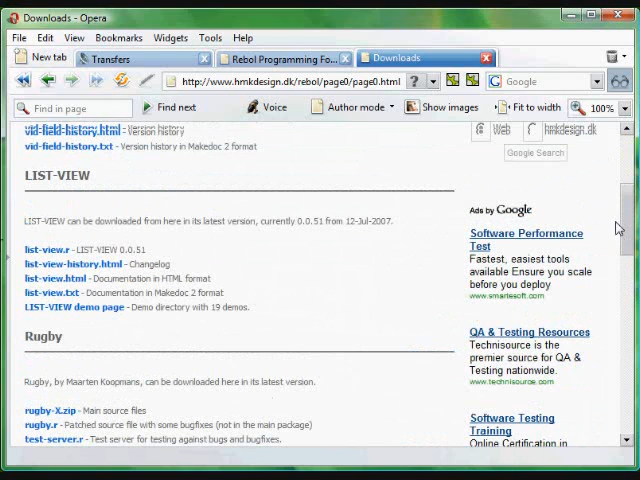 Downloads - Opera
File Edit View Bookmarks Widgets Tools Help
New tab Transfers Rebol Programming Fo... Downloads
http://www.hmkdesign.dk/rebol/page0/page0.html ? Google
Find in page Find next Voice Author mode Show images Fit to width 100%
vid-field-history.html - Version history
Web hmkdesign.dk
vid-field-history.txt - Version history in Makedoc 2 format
Google Search
LIST-VIEW
LIST-VIEW can be downloaded from here in its latest version, currently 0.0.51 from 12-Jul-2007.
list-view.r - LIST-VIEW 0.0.51
list-view-history.html - Changelog
list-view.html - Documentation in HTML format
list-view.txt - Documentation in Makedoc 2 format
LIST-VIEW demo page - Demo directory with 19 demos.
Rugby
Rugby, by Maarten Koopmans, can be downloaded here in its latest version.
rugby-X.zip - Main source files
rugby.r - Patched source file with some bugfixes (not in the main package)
test-server.r - Test server for testing against bugs and bugfixes.
Ads by Google
Software Performance
Test
Fastest, easiest tools
available Ensure you scale
before you deploy
www.smartesoft.com
QA & Testing Resources
Technisource is the
premier source for QA &
Testing nationwide.
www.technisource.com
Software Testing
Training
Online Certification in